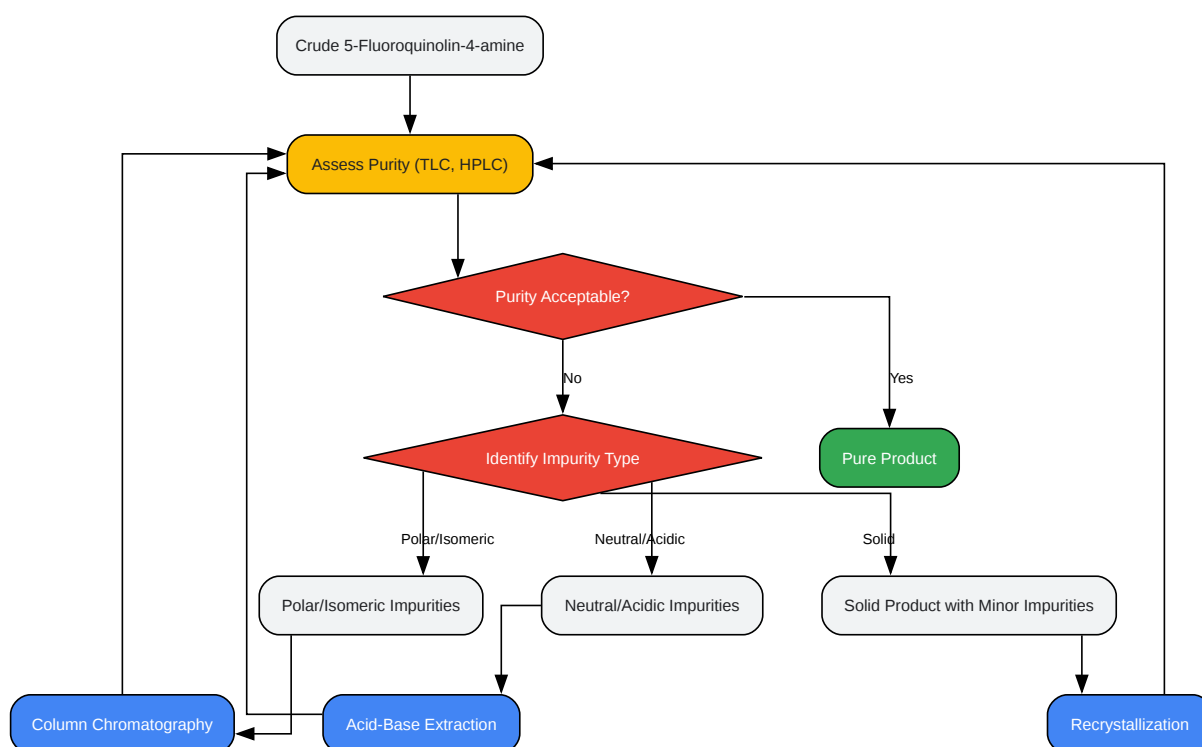 Crude 5-Fluoroquinolin-4-amine
Assess Purity (TLC, HPLC)
Purity Acceptable?
No
Yes
Identify Impurity Type
Pure Product
Polar/Isomeric
Neutral/Acidic
Solid
Polar/Isomeric Impurities
Neutral/Acidic Impurities
Solid Product with Minor Impurities
Column Chromatography
Acid-Base Extraction
Recrystallization